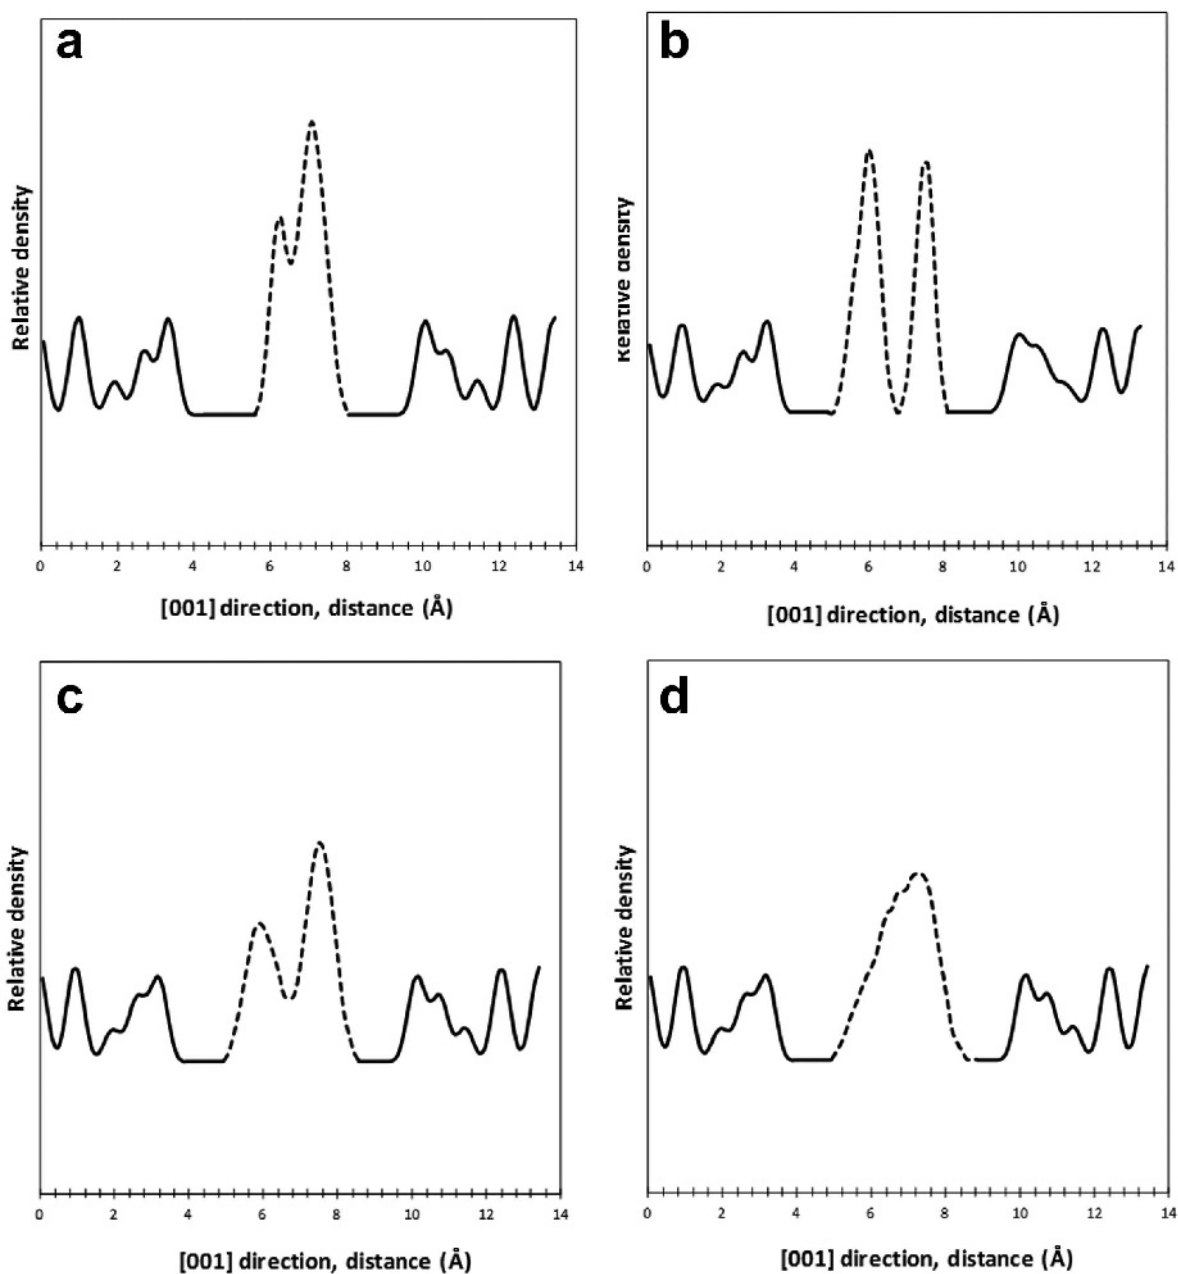 a
b
Relative density
Relative density
0 2 4 6 8 10 12 14
0 2 4 6 8 10 12 14
[001] direction, distance (Å)
[001] direction, distance (Å)
c
d
Relative density
Relative density
0 2 4 6 8 10 12 14
0 2 4 6 8 10 12 14
[001] direction, distance (Å)
[001] direction, distance (Å)